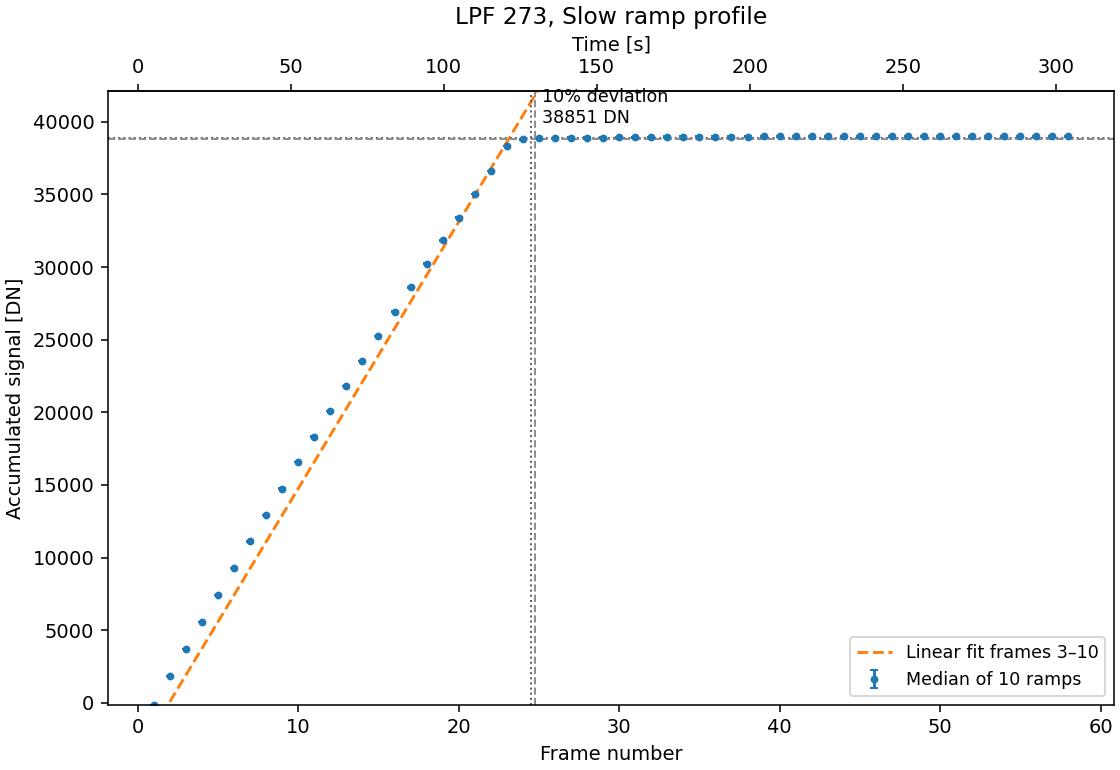 LPF 273, Slow ramp profile
Time [s]
0 50 100 150 200 250 300
10% deviation
38851 DN
40000
35000
30000
25000
20000
15000
10000
5000
0
Accumulated signal [DN]
Linear fit frames 3–10
Median of 10 ramps
0 10 20 30 40 50 60
Frame number